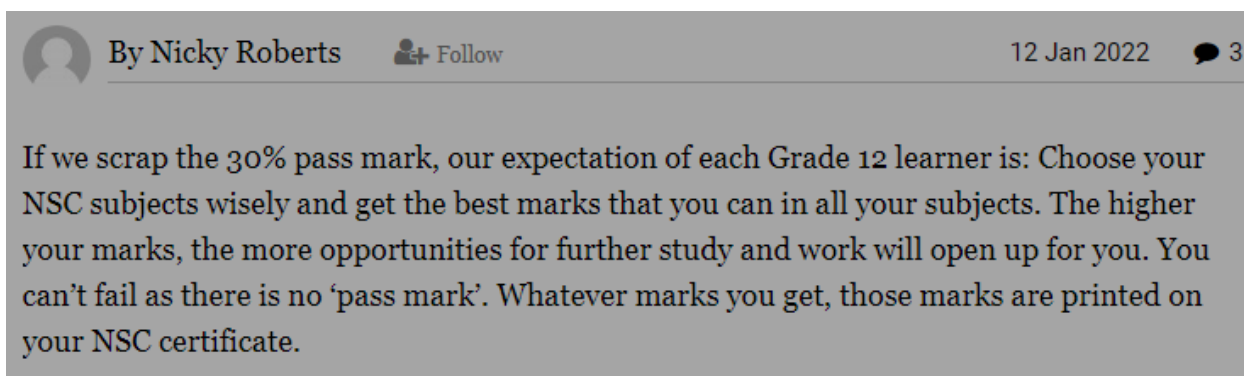 By Nicky Roberts Follow 12 Jan 2022 3
If we scrap the 30% pass mark, our expectation of each Grade 12 learner is: Choose your
NSC subjects wisely and get the best marks that you can in all your subjects. The higher
your marks, the more opportunities for further study and work will open up for you. You
can’t fail as there is no ‘pass mark’. Whatever marks you get, those marks are printed on
your NSC certificate.